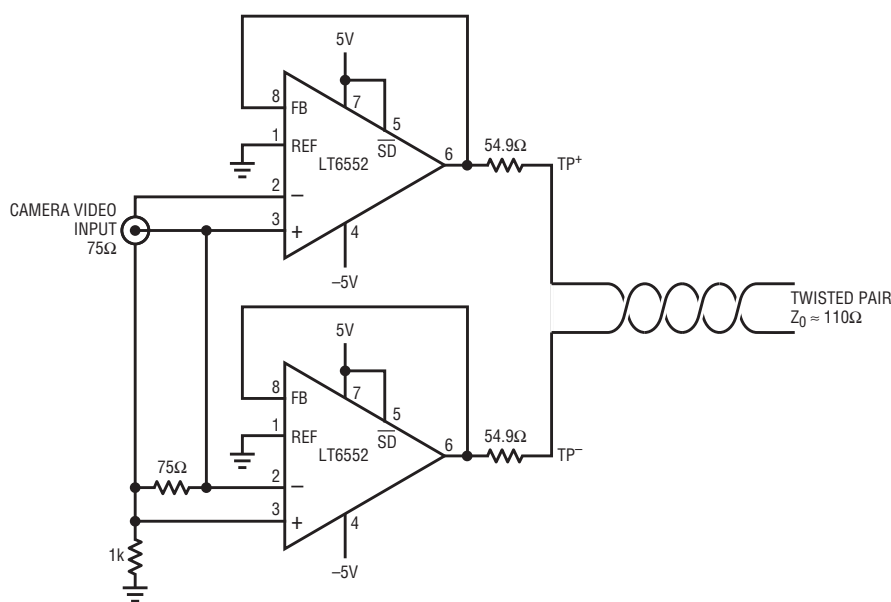 5V
8
FB
7
5
1
REF
SD
LT6552
6
54.9Ω
TP+
2
–
CAMERA VIDEO
INPUT
75Ω
3
+
4
–5V
TWISTED PAIR
Z0 ≈ 110Ω
5V
8
FB
7
5
1
REF
SD
LT6552
6
54.9Ω
TP–
75Ω
2
–
3
+
4
1k
–5V